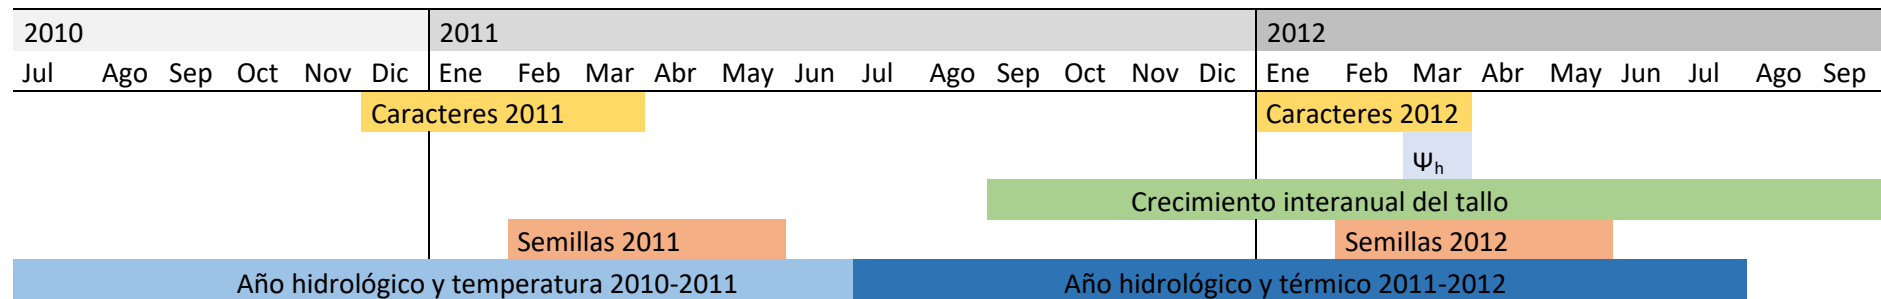 2010 2011 2012
Jul Ago Sep Oct Nov Dic Ene Feb Mar Abr May Jun Jul Ago Sep Oct Nov Dic Ene Feb Mar Abr May Jun Jul Ago Sep
Caracteres 2011 Caracteres 2012
Ψh
Crecimiento interanual del tallo
Semillas 2011 Semillas 2012
Año hidrológico y temperatura 2010-2011 Año hidrológico y térmico 2011-2012